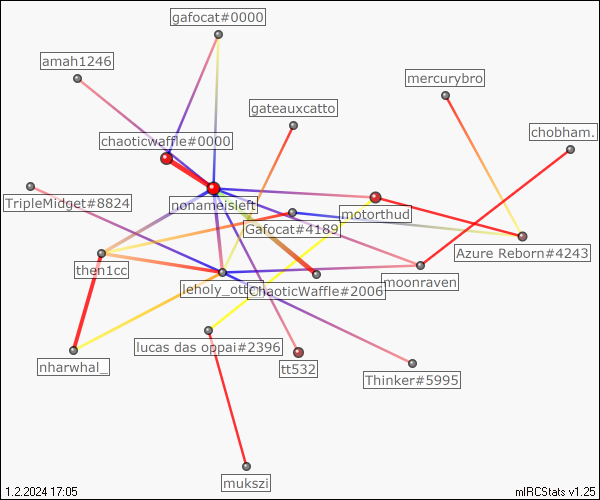 gafocat#0000
amah1246
mercurybro
gateauxcatto
chobham.
chaoticwaffle#0000
TripleMidget#8824
nonameisleft
motorthud
Gafocat#4189
Azure Reborn#4243
then1cc
moonraven
leholy_otto
ChaoticWaffle#2006
lucas das oppai#2396
nharwhal_
tt532
Thinker#5995
mukszi
1.2.2024 17:05
mIRCStats v1.25